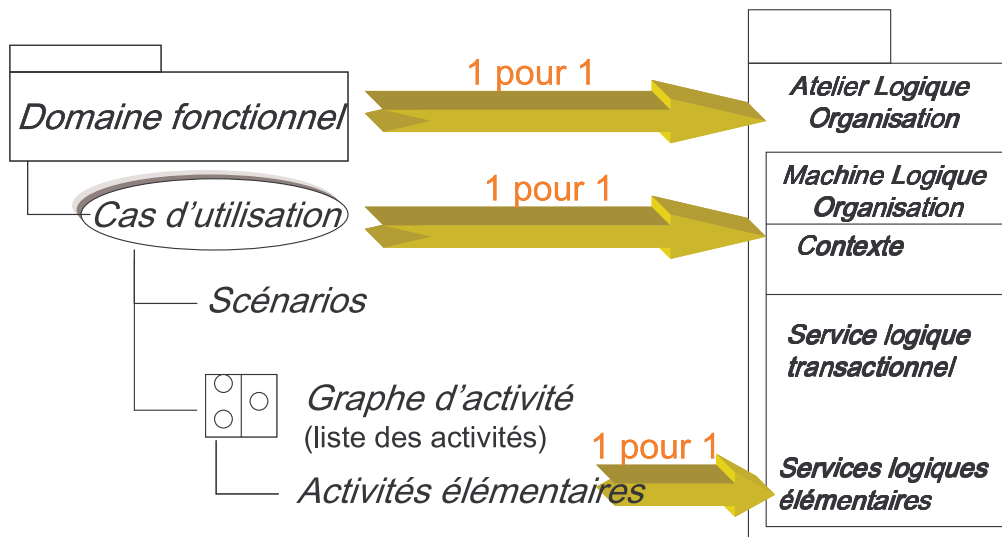 1 pour 1
Domaine fonctionnel
Atelier Logique
Organisation
1 pour 1
Cas d'utilisation
Machine Logique
Organisation
Contexte
Scénarios
Service logique
transactionnel
Graphe d'activité
(liste des activités)
1 pour 1
Activités élémentaires
Services logiques
élémentaires